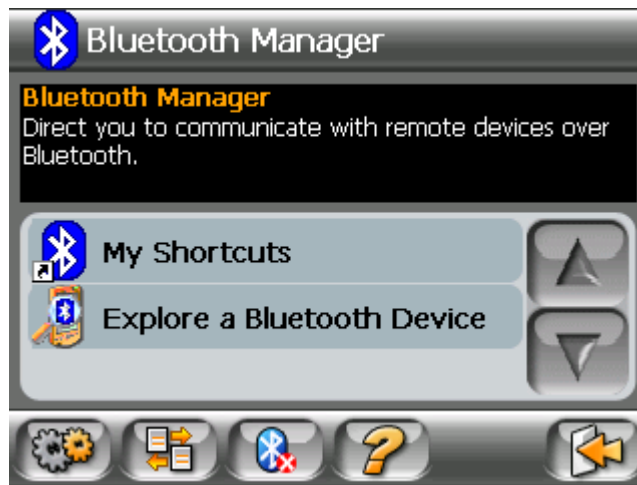 Bluetooth Manager
Bluetooth Manager
Direct you to communicate with remote devices over
Bluetooth.
My Shortcuts
Explore a Bluetooth Device